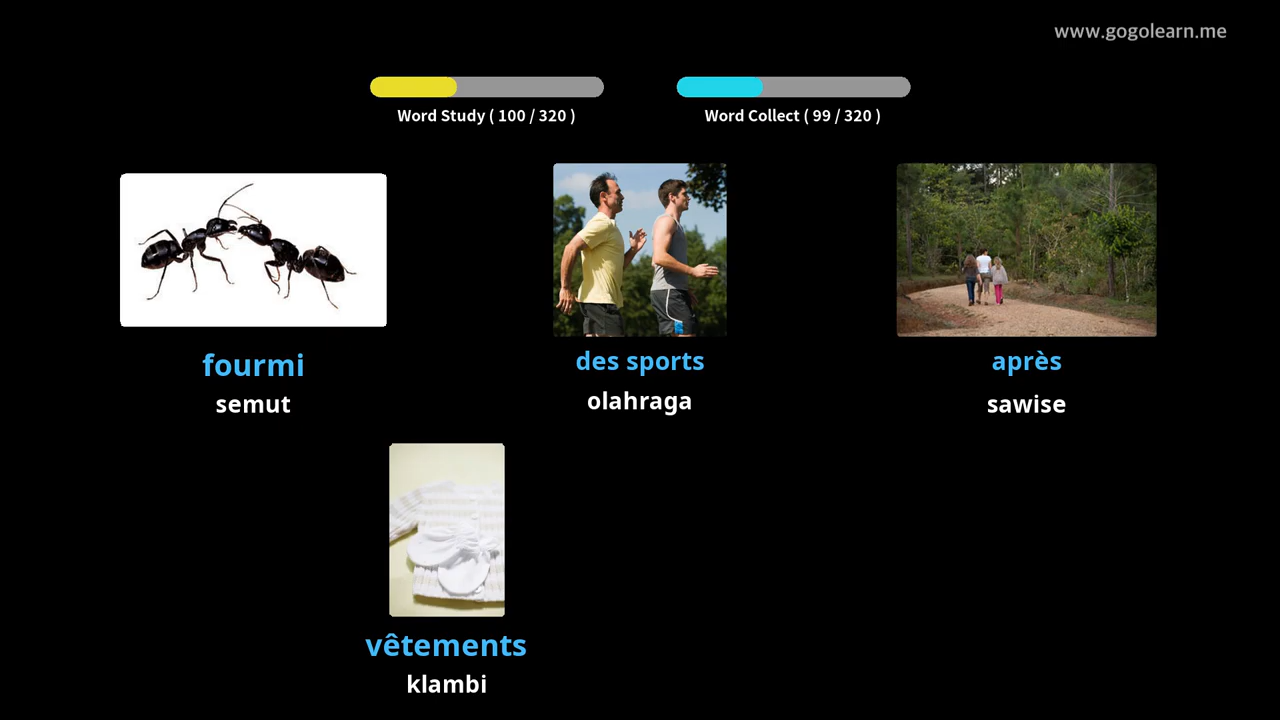 www.gogolearn.me
Word Study ( 100 / 320 )
Word Collect ( 99 / 320 )
fourmi
semut
des sports
olahraga
après
sawise
vêtements
klambi